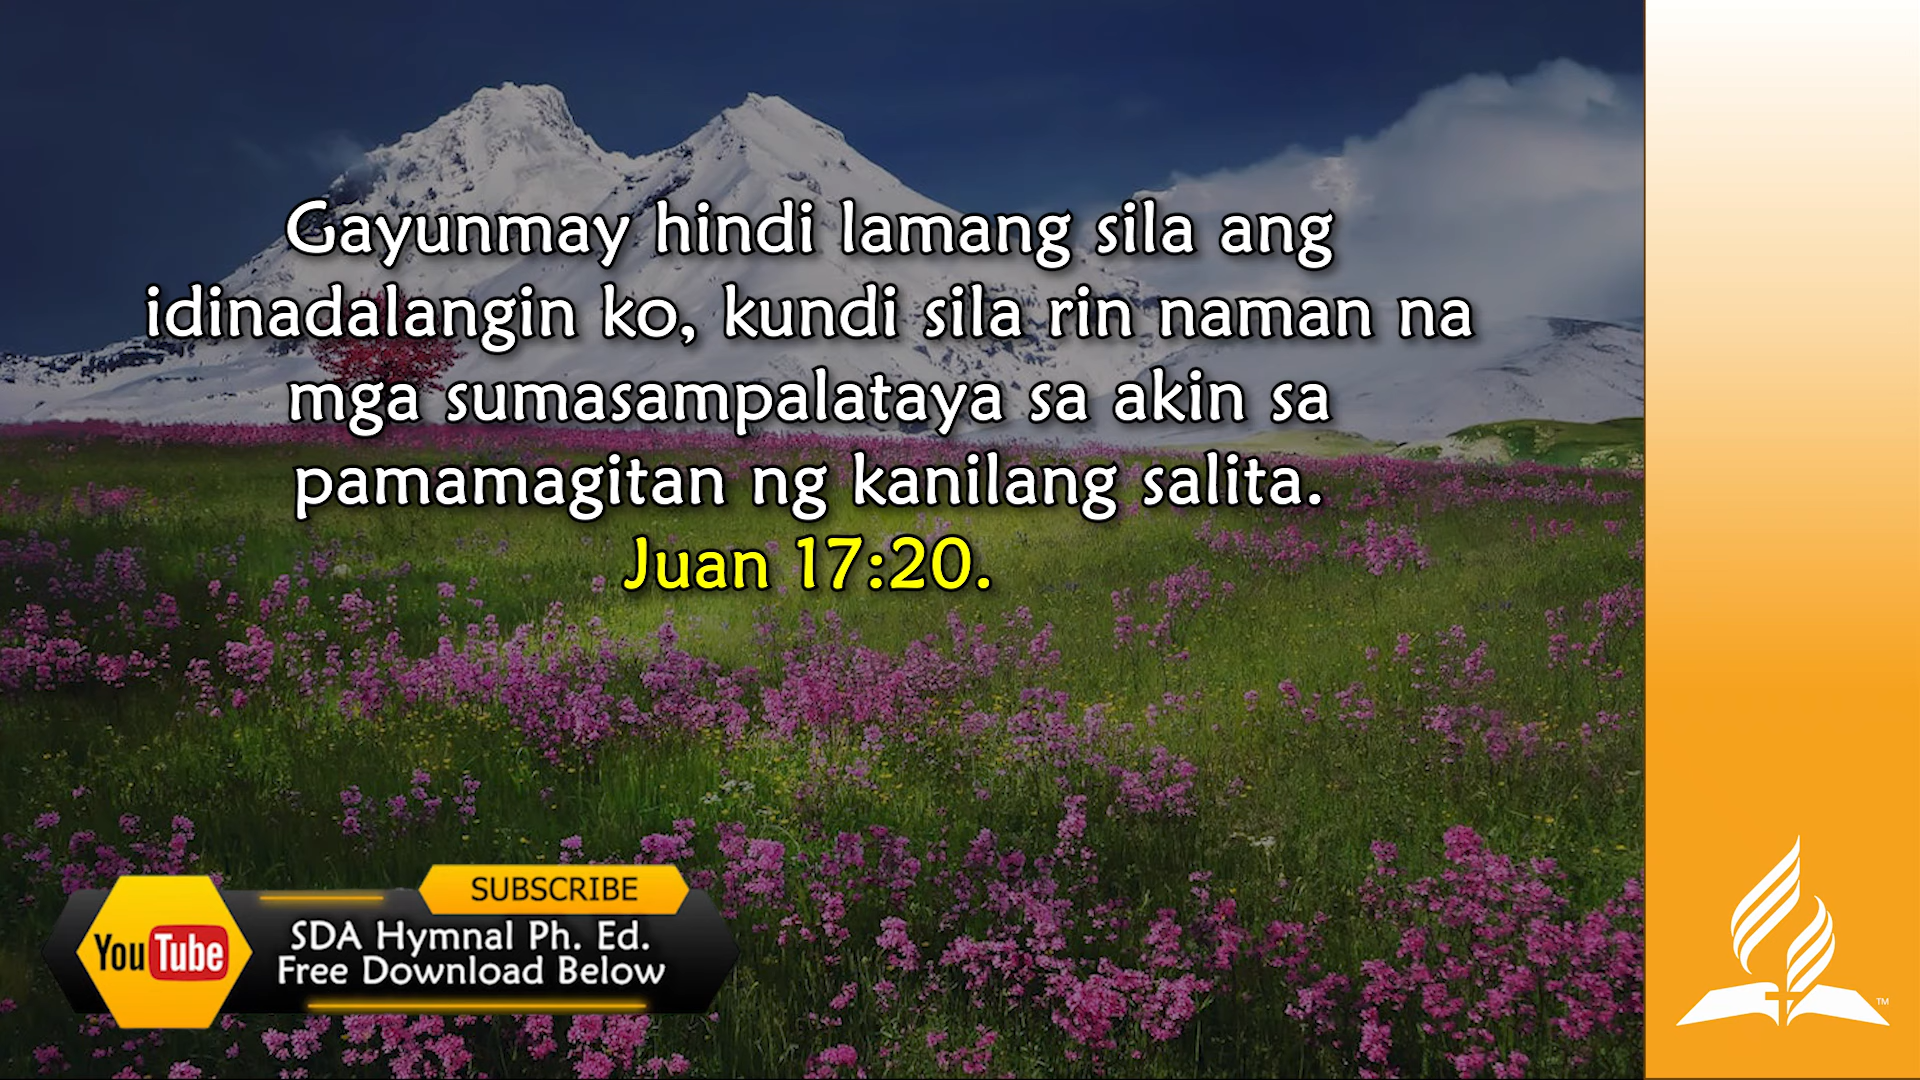 Gayunmay hindi lamang sila ang
idinadalangin ko, kundi sila rin naman na
mga sumasampalataya sa akin sa
pamamagitan ng kanilang salita.
Juan 17:20.
SUBSCRIBE
YouTube
SDA Hymnal Ph. Ed.
Free Download Below
TM